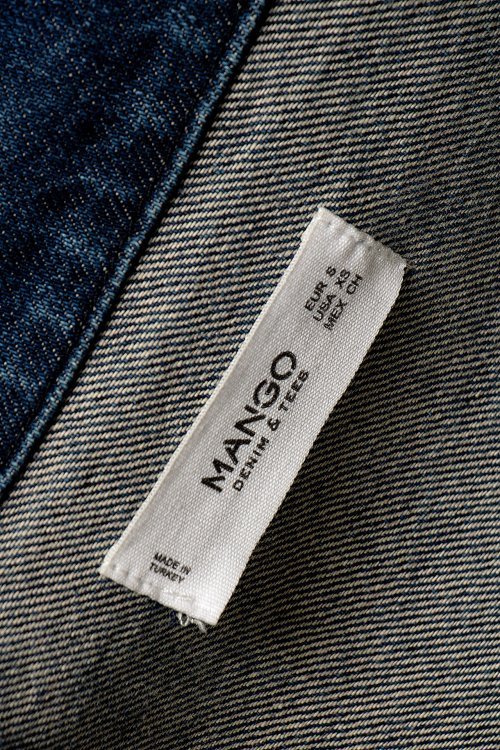 EUR S
USA XS
MEX CH
MANGO
DENIM & TEES
MADE IN
TURKEY